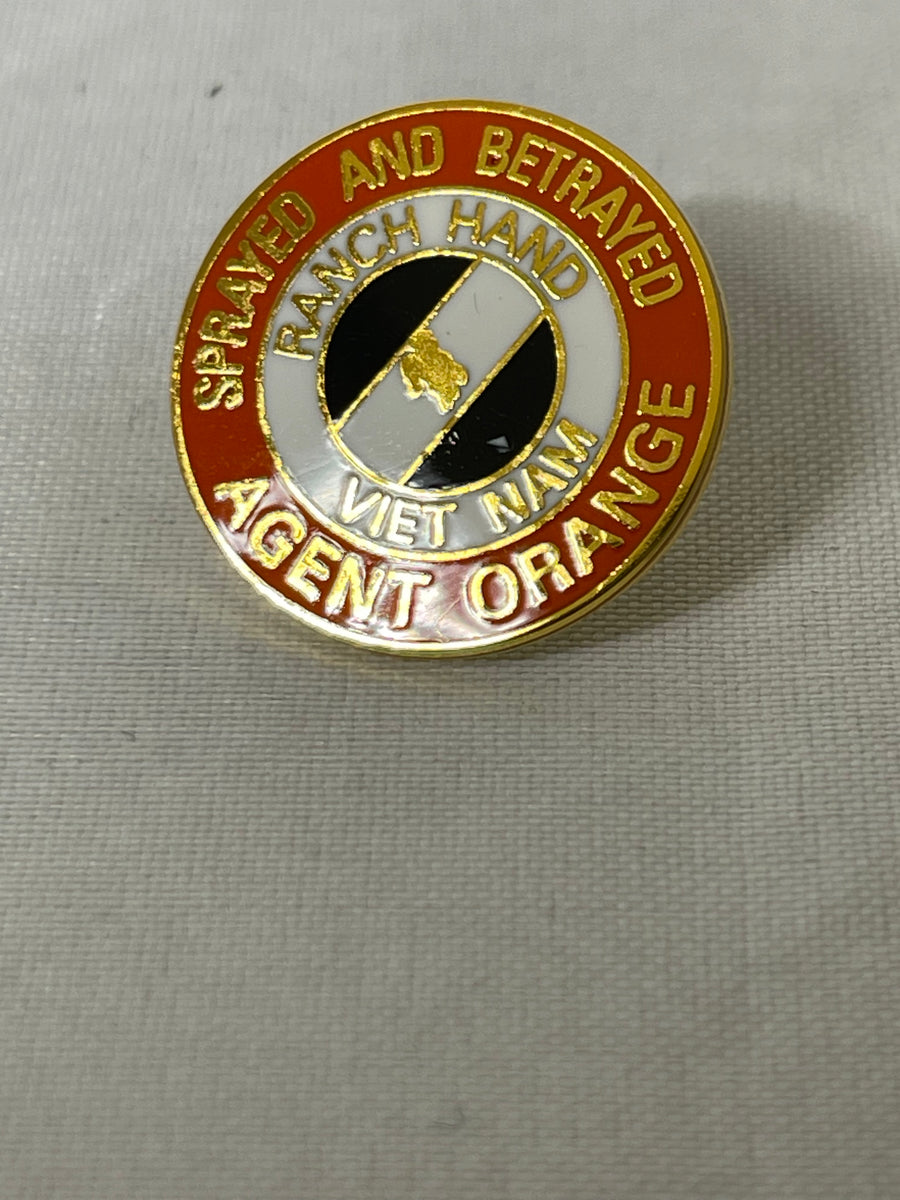 SPRAYED AND BETRAYED
RANCH HAND
VIET NAM
AGENT ORANGE